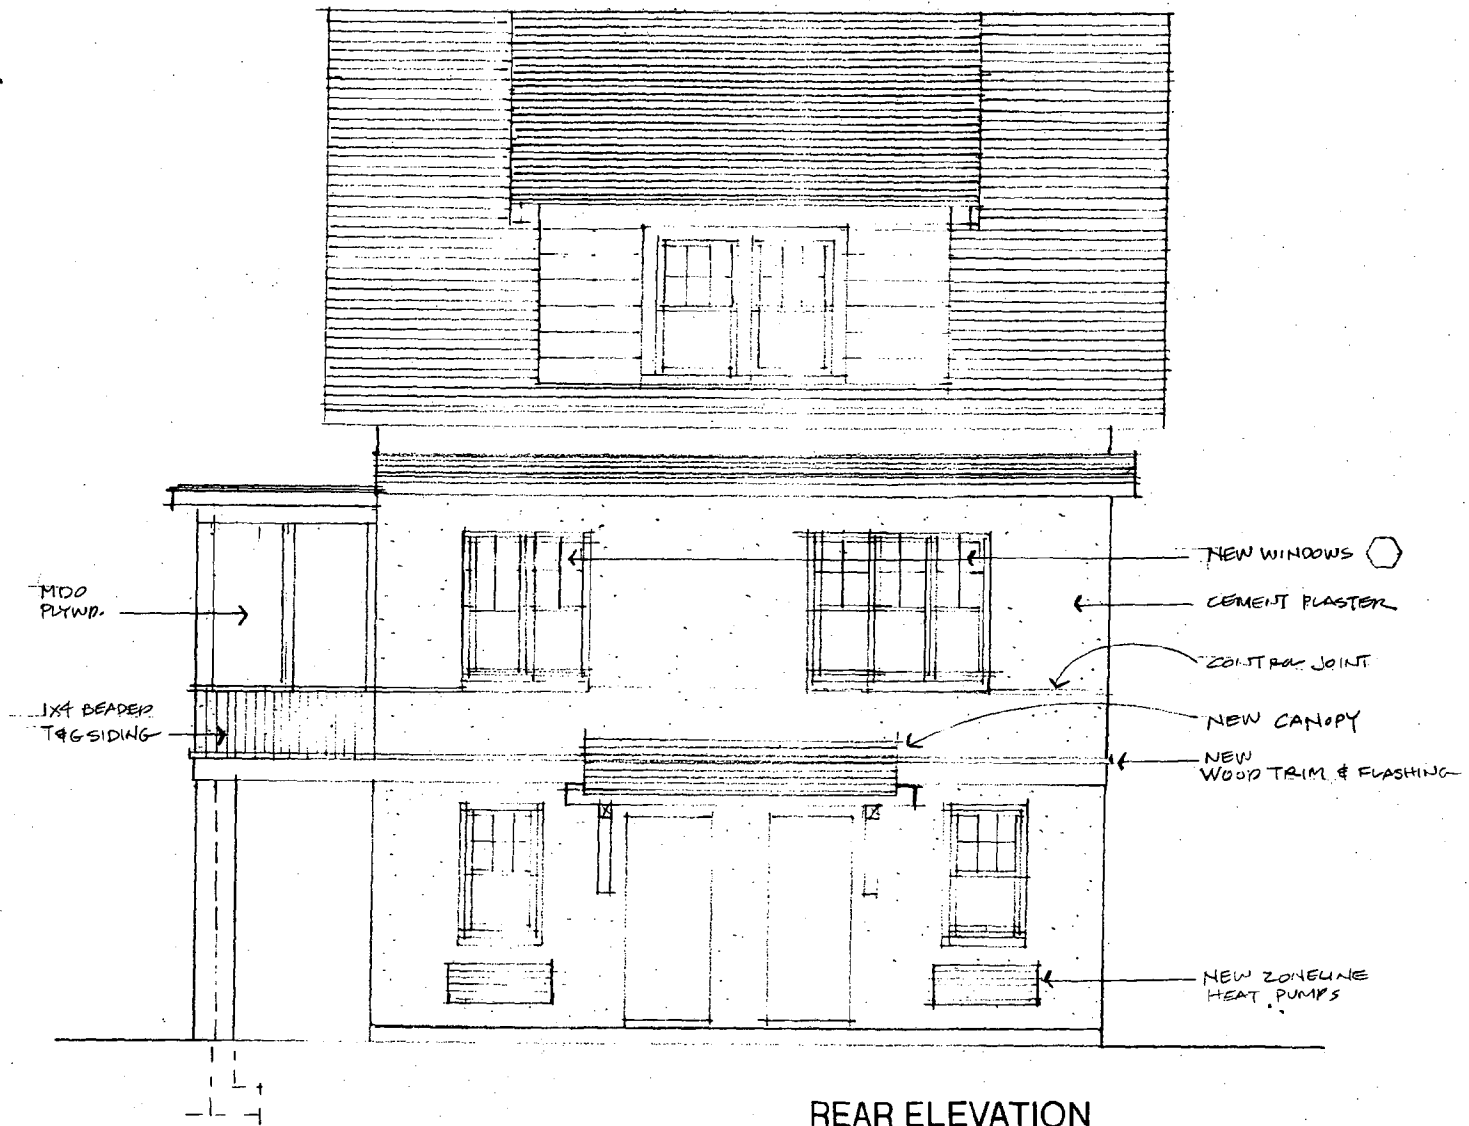 NEW WINDOWS
MDO
PLYWD.
CEMENT PLASTER
CONTROL JOINT
1X4 BEADED
T&G SIDING
NEW CANOPY
NEW
WOOD TRIM & FLASHING
NEW ZONELINE
HEAT PUMPS
REAR ELEVATION